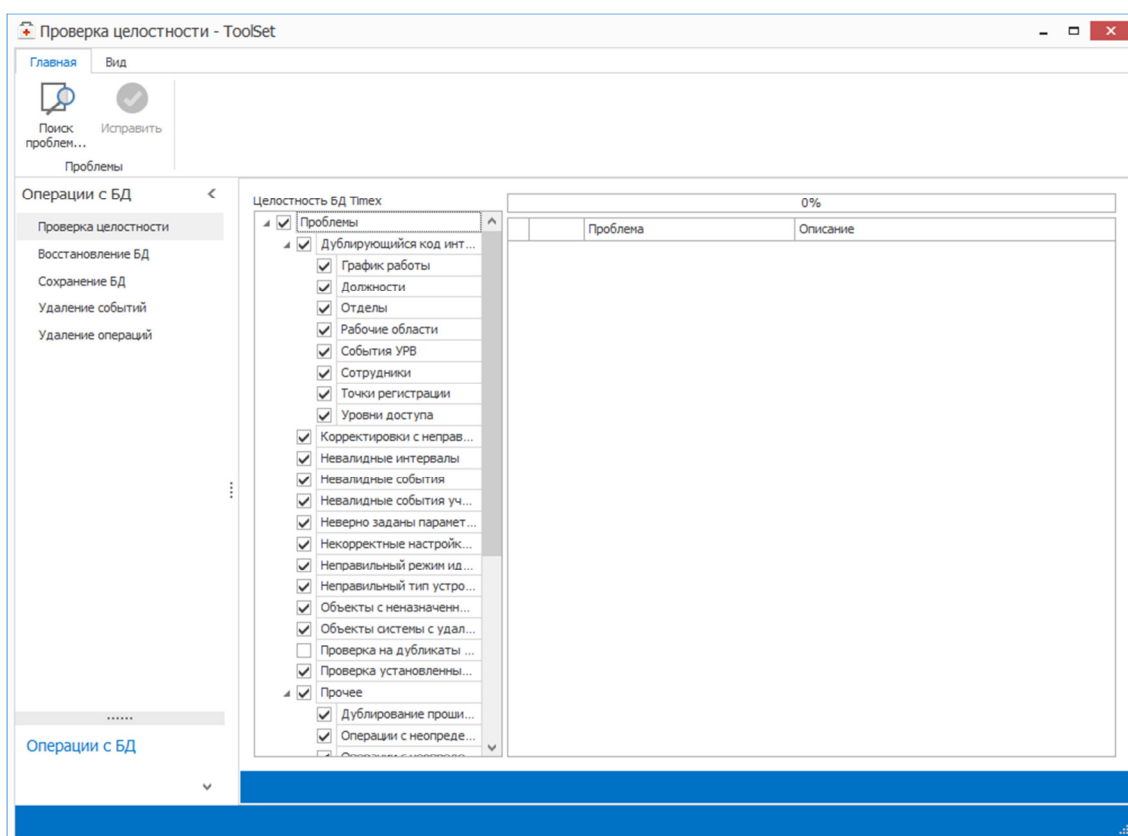 Проверка целостности - ToolSet
Главная Вид
Поиск проблем...
Исправить
Проблемы
Операции с БД
Проверка целостности
Восстановление БД
Сохранение БД
Удаление событий
Удаление операций
Операции с БД
Целостность БД Timex
Проблемы
Дублирующийся код инт...
График работы
Должности
Отделы
Рабочие области
События УРВ
Сотрудники
Точки регистрации
Уровни доступа
Корректировки с неправ...
Невалидные интервалы
Невалидные события
Невалидные события уч...
Неверно заданы парамет...
Некорректные настройк...
Неправильный режим ид...
Неправильный тип устро...
Объекты с неназначенн...
Объекты системы с удал...
Проверка на дубликаты ...
Проверка установленны...
Прочее
Дублирование проши...
Операции с неопреде...
0%
Проблема Описание